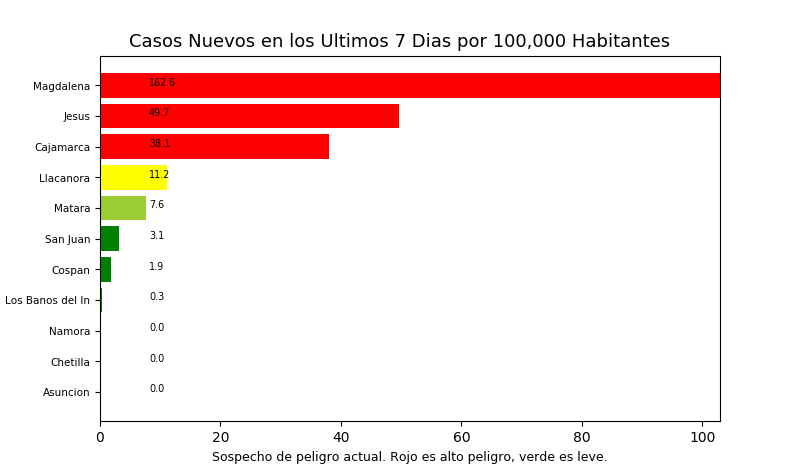 Casos Nuevos en los Ultimos 7 Dias por 100,000 Habitantes
Magdalena 162.6
Jesus 49.7
Cajamarca 38.1
Llacanora 11.2
Matara 7.6
San Juan 3.1
Cospan 1.9
Los Banos del In 0.3
Namora 0.0
Chetilla 0.0
Asuncion 0.0
0 20 40 60 80 100
Sospecho de peligro actual. Rojo es alto peligro, verde es leve.